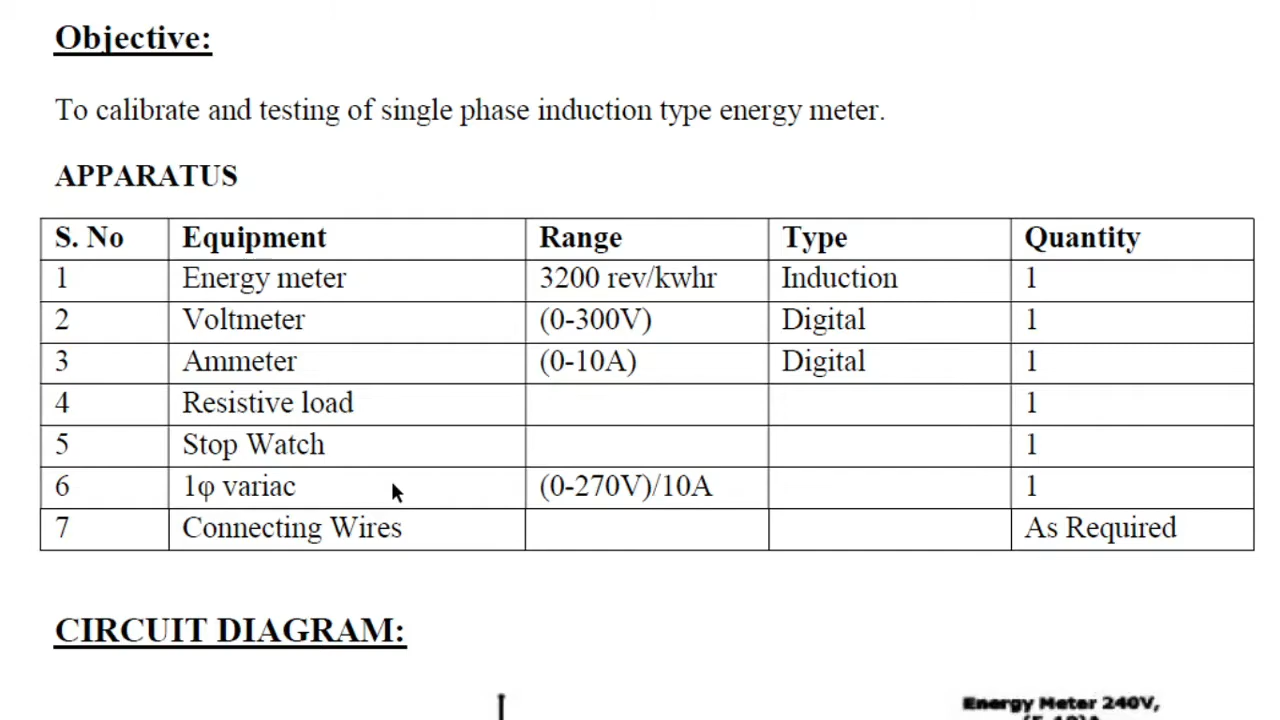 Objective:
To calibrate and testing of single phase induction type energy meter.
APPARATUS
S. No Equipment Range Type Quantity
1 Energy meter 3200 rev/kwhr Induction 1
2 Voltmeter (0-300V) Digital 1
3 Ammeter (0-10A) Digital 1
4 Resistive load 1
5 Stop Watch 1
6 1φ variac (0-270V)/10A 1
7 Connecting Wires As Required
CIRCUIT DIAGRAM:
Energy Meter 240V,